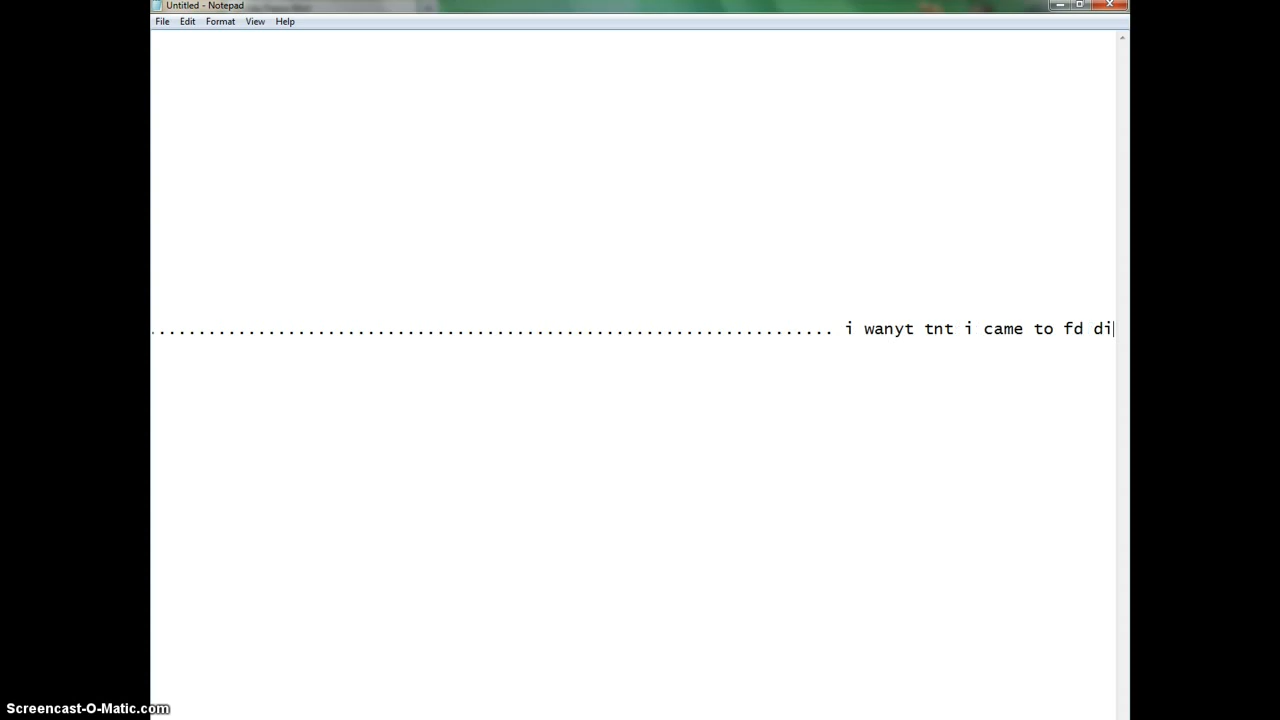 Untitled - Notepad
File Edit Format View Help
.................................................................... i wanyt tnt i came to fd di
Screencast-O-Matic.com